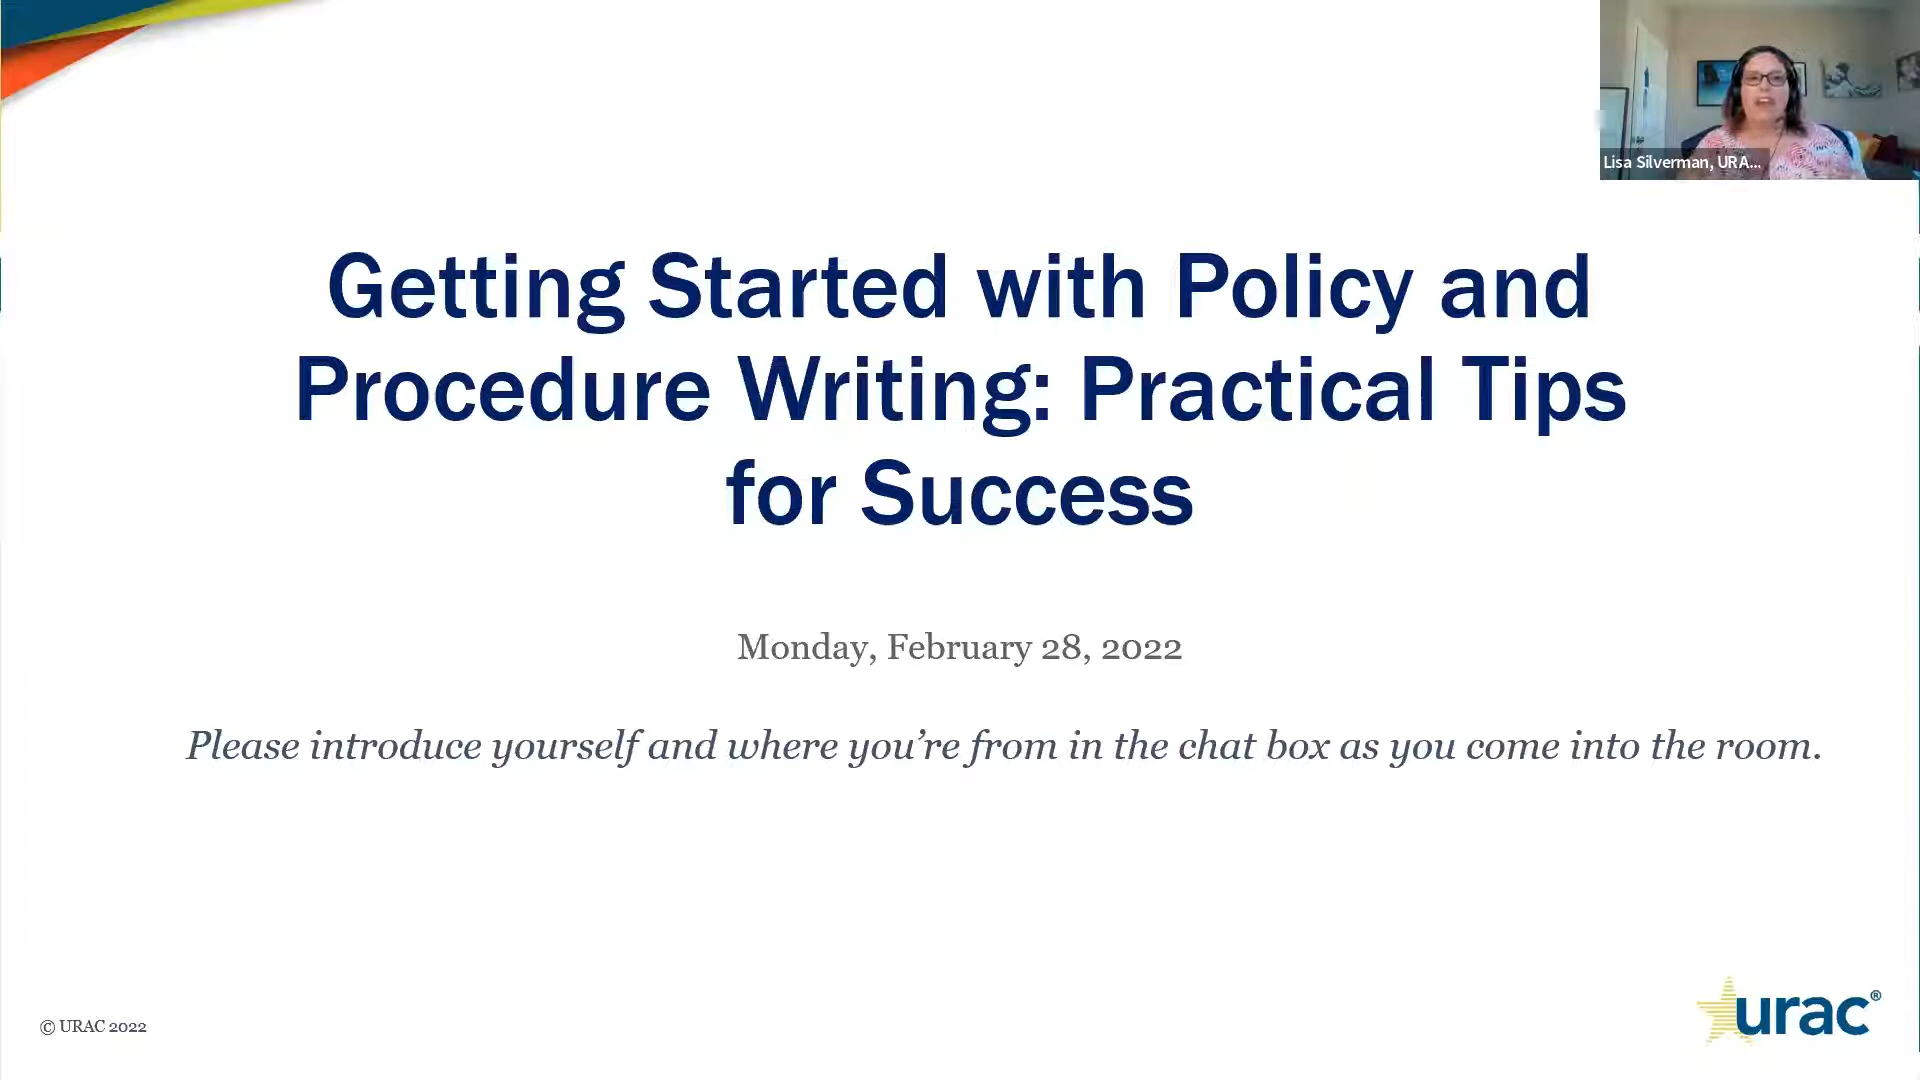 Lisa Silverman, URA...
Getting Started with Policy and
Procedure Writing: Practical Tips
for Success
Monday, February 28, 2022
Please introduce yourself and where you’re from in the chat box as you come into the room.
© URAC 2022
urac®